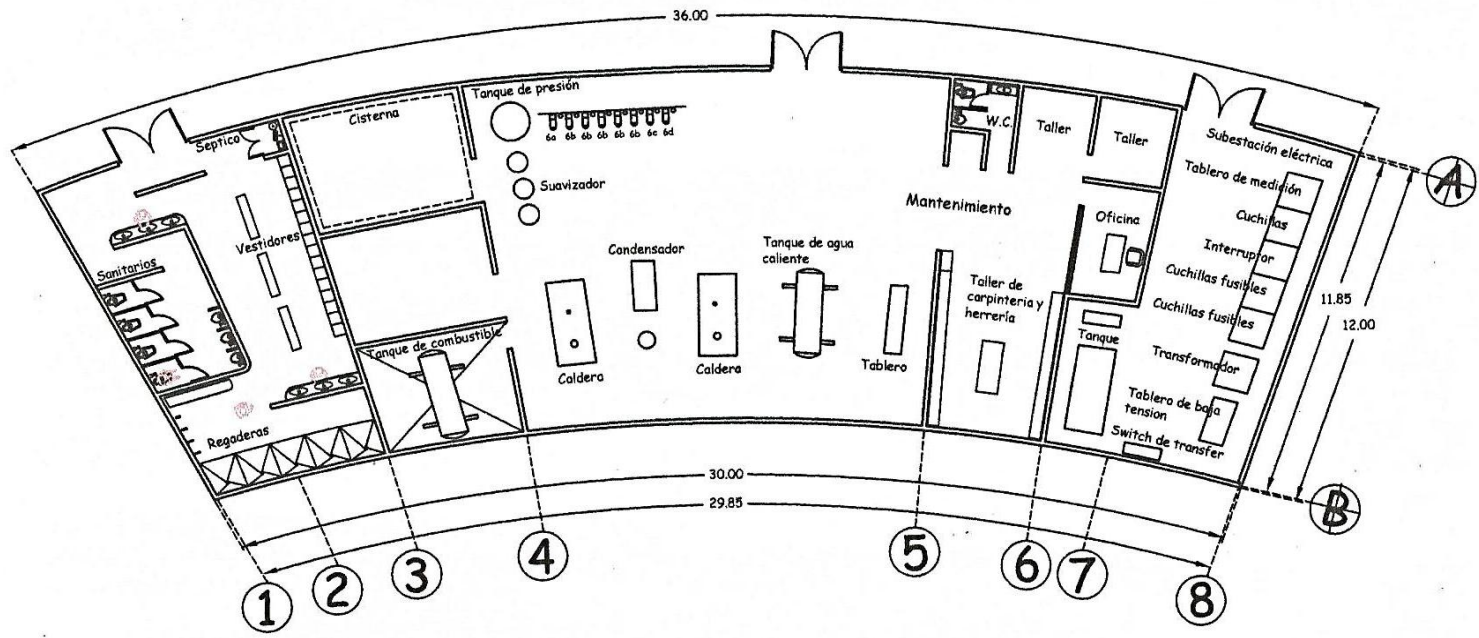 36.00
Tanque de presión
6a 6b 6b 6b 6b 6b 6c 6d
Cisterna
Septico
W.C.
Taller
Taller
Subestación eléctrica
A
Suavizador
Tablero de medición
Mantenimiento
Oficina
Cuchillas
Vestidores
Sanitarios
Condensador
Tanque de agua
caliente
Interruptor
Cuchillas fusibles
Cuchillas fusibles
Taller de
carpinteria y
herrería
11.85
12.00
Tanque de combustible
Tanque
Transformador
Caldera
Caldera
Tablero
Tablero de baja
tension
Regaderas
Switch de transfer
30.00
29.85
B
1
2
3
4
5
6
7
8